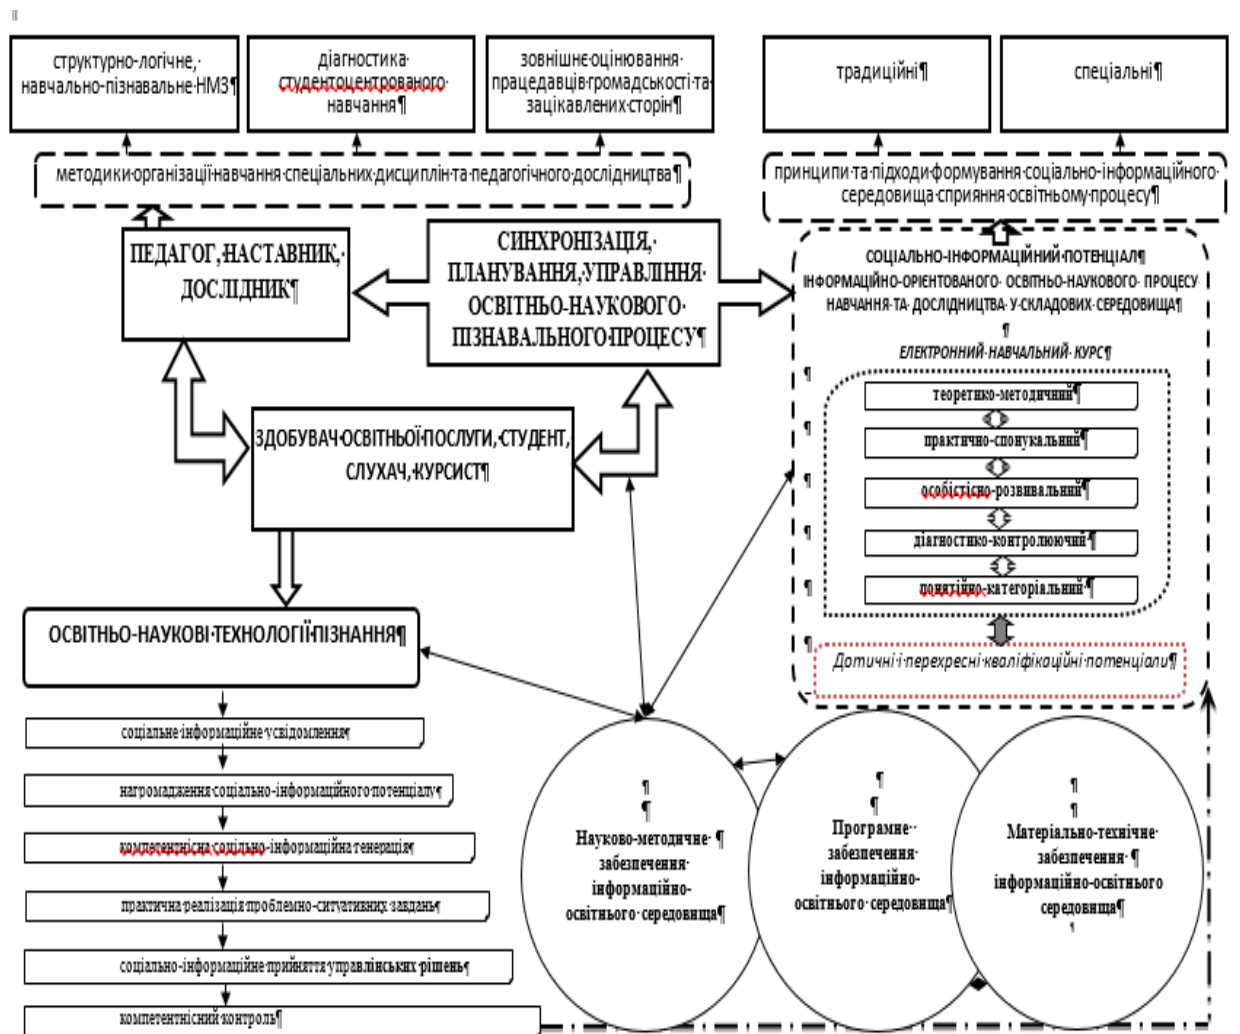 структурно-логічне,
навчально-пізнавальне НМЗ¶
діагностика
студентоцентрованого
навчання¶
зовнішнє оцінювання
працедавців громадськості та
зацікавлених сторін¶
традиційні¶
спеціальні¶
методики організації навчання спеціальних дисциплін та педагогічного дослідництва¶
принципи та підходи формування соціально-інформаційного
середовища сприяння освітньому процесу¶
ПЕДАГОГ, НАСТАВНИК,
ДОСЛІДНИК¶
СИНХРОНІЗАЦІЯ,
ПЛАНУВАННЯ, УПРАВЛІННЯ
ОСВІТНЬО-НАУКОВОГО
ПІЗНАВАЛЬНОГО ПРОЦЕСУ¶
СОЦІАЛЬНО-ІНФОРМАЦІЙНИЙ ПОТЕНЦІАЛ¶
ІНФОРМАЦІЙНО-ОРІЄНТОВАНОГО ОСВІТНЬО-НАУКОВОГО ПРОЦЕСУ
НАВЧАННЯ ТА ДОСЛІДНИЦТВА У СКЛАДОВИХ СЕРЕДОВИЩА¶
¶
ЕЛЕКТРОННИЙ НАВЧАЛЬНИЙ КУРС¶
¶
теоретико-методичний¶
¶
практично-спонукальний¶
¶
особістісно-розвивальний¶
¶
діагностико-контролюючий¶
¶
понятійно-категоріальний¶
¶
Дотичні і перехресні кваліфікаційні потенціали¶
ЗДОБУВАЧ ОСВІТНЬОЇ ПОСЛУГИ, СТУДЕНТ,
СЛУХАЧ, КУРСИСТ¶
ОСВІТНЬО-НАУКОВІ ТЕХНОЛОГІЇ ПІЗНАННЯ¶
соціальне інформаційне усвідомлення¶
нагромадження соціально-інформаційного потенціалу¶
компетентнісна соцільно-інформаційна генерація¶
практична реалізація проблемно-ситуативних завдань¶
соціально-інформаційне прийняття управлінських рішень¶
компетентнісний контроль¶
¶
¶
Науково-методичне ¶
забезпечення
інформаційно-
освітнього середовища¶
¶
¶
Програмне
забезпечення
інформаційно-
освітнього середовища¶
¶
¶
Матеріально-технічне
забезпечення ¶
інформаційно-освітнього
середовища¶
¶